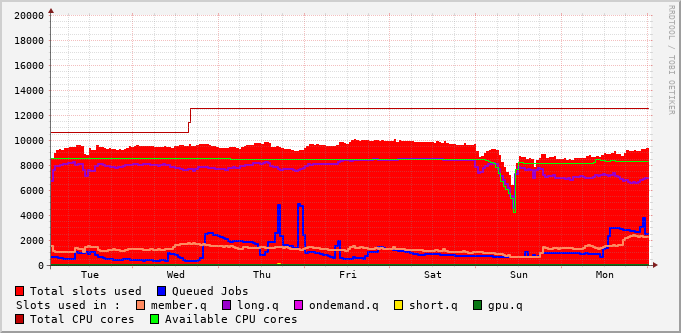 20000
18000
16000
14000
12000
10000
8000
6000
4000
2000
0
Tue Wed Thu Fri Sat Sun Mon
RRDTOOL / TOBI OETIKER
Total slots used Queued Jobs
Slots used in : member.q long.q ondemand.q short.q gpu.q
Total CPU cores Available CPU cores